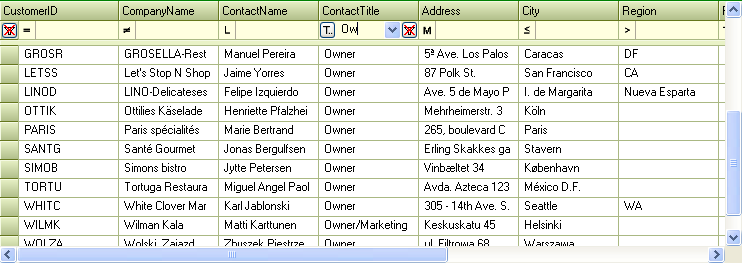 CustomerID CompanyName ContactName ContactTitle Address City Region
= ≠ L T.. Ow M ≤ >
GROSR GROSELLA-Rest Manuel Pereira Owner 5ª Ave. Los Palos Caracas DF
LETSS Let's Stop N Shop Jaime Yorres Owner 87 Polk St. San Francisco CA
LINOD LINO-Delicateses Felipe Izquierdo Owner Ave. 5 de Mayo P I. de Margarita Nueva Esparta
OTTIK Ottilies Käselade Henriette Pfalzhei Owner Mehrheimerstr. 3 Köln
PARIS Paris spécialités Marie Bertrand Owner 265, boulevard C Paris
SANTG Santé Gourmet Jonas Bergulfsen Owner Erling Skakkes ga Stavern
SIMOB Simons bistro Jytte Petersen Owner Vinbæltet 34 København
TORTU Tortuga Restaura Miguel Angel Paol Owner Avda. Azteca 123 México D.F.
WHITC White Clover Mar Karl Jablonski Owner 305 - 14th Ave. S. Seattle WA
WILMK Wilman Kala Matti Karttunen Owner/Marketing Keskuskatu 45 Helsinki
WOLZA Wolski Zajazd Zbyszek Piestrze Owner ul. Filtrowa 68 Warszawa